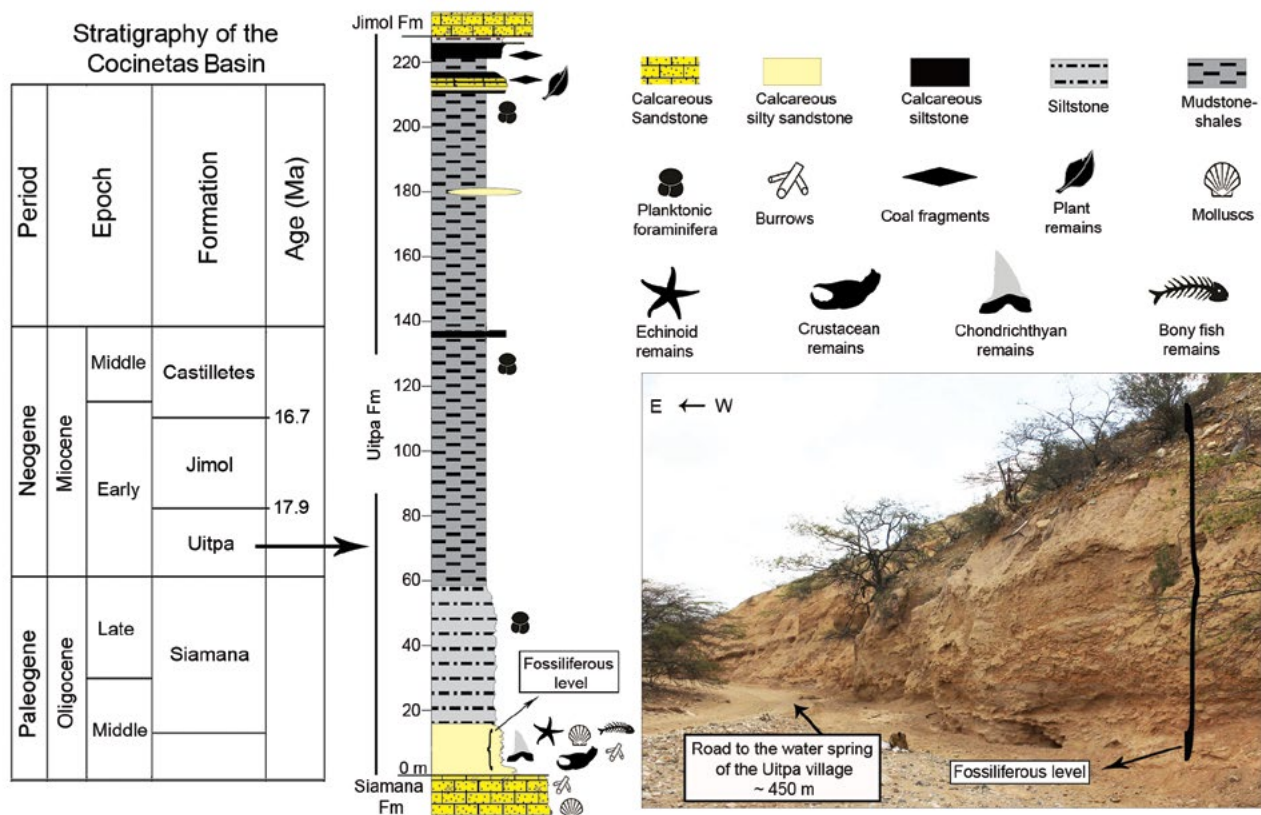 Stratigraphy of the
Cocinetas Basin
Period
Epoch
Formation
Age (Ma)
Neogene
Miocene
Middle
Early
Castilletes
16.7
Jimol
17.9
Uitpa
Paleogene
Oligocene
Late
Middle
Siamana
Jimol Fm
Uitpa Fm
220
200
180
160
140
120
100
80
60
40
20
0 m
Siamana
Fm
Fossiliferous
level
Calcareous
Sandstone
Calcareous
silty sandstone
Calcareous
siltstone
Siltstone
Mudstone-
shales
Planktonic
foraminifera
Burrows
Coal fragments
Plant
remains
Molluscs
Echinoid
remains
Crustacean
remains
Chondrichthyan
remains
Bony fish
remains
E ← W
Road to the water spring
of the Uitpa village
~ 450 m
Fossiliferous level